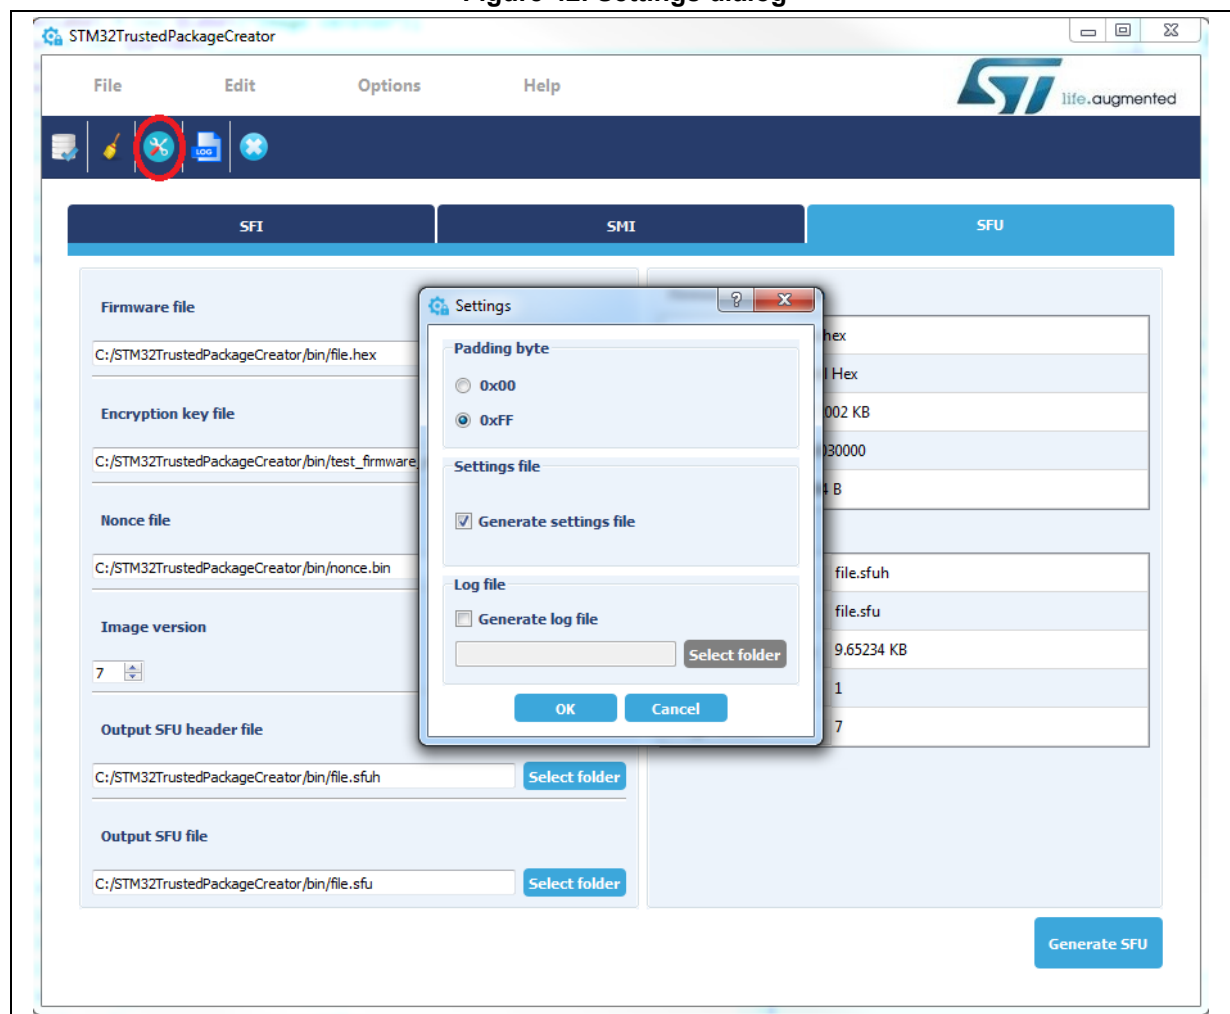 STM32TrustedPackageCreator
File Edit Options Help
life.augmented
LOG
SFI SMI SFU
Firmware file
C:/STM32TrustedPackageCreator/bin/file.hex
Encryption key file
C:/STM32TrustedPackageCreator/bin/test_firmware_
Nonce file
C:/STM32TrustedPackageCreator/bin/nonce.bin
Image version
7
Output SFU header file
C:/STM32TrustedPackageCreator/bin/file.sfuh
Select folder
Output SFU file
C:/STM32TrustedPackageCreator/bin/file.sfu
Select folder
Settings
Padding byte
0x00
0xFF
Settings file
Generate settings file
Log file
Generate log file
Select folder
OK Cancel
hex
Hex
002 KB
030000
B
file.sfuh
file.sfu
9.65234 KB
1
7
Generate SFU